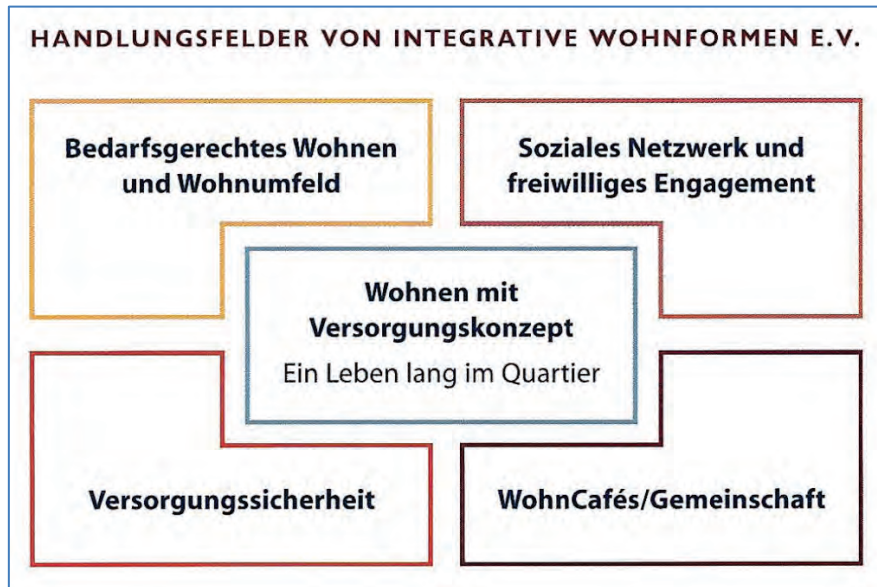 HANDLUNGSFELDER VON INTEGRATIVE WOHNFORMEN E.V.
Bedarfsgerechtes Wohnen
und Wohnumfeld
Soziales Netzwerk und
freiwilliges Engagement
Wohnen mit
Versorgungskonzept
Ein Leben lang im Quartier
Versorgungssicherheit
WohnCafés/Gemeinschaft